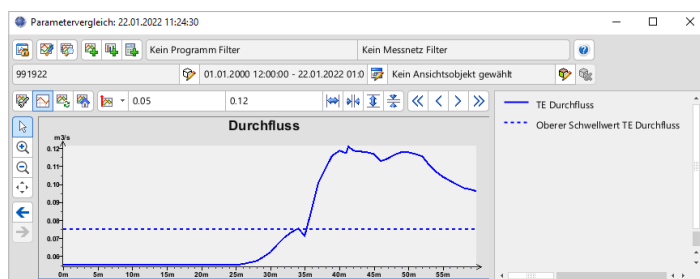 Parametervergleich: 22.01.2022 11:24:30
Kein Programm Filter
Kein Messnetz Filter
991922
01.01.2000 12:00:00 - 22.01.2022 01:0
Kein Ansichtsobjekt gewählt
0.05
0.12
Durchfluss
m3/s
0.12
0.11
0.10
0.09
0.08
0.07
0.06
0m 5m 10m 15m 20m 25m 30m 35m 40m 45m 50m 55m
TE Durchfluss
Oberer Schwellwert TE Durchfluss